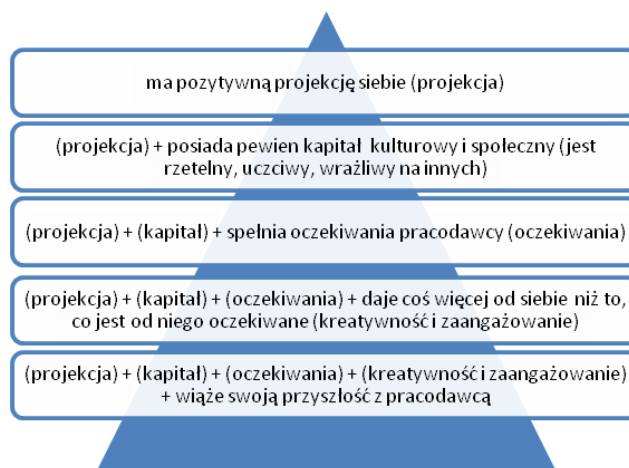 ma pozytywną projekcję siebie (projekcja)
(projekcja) + posiada pewien kapitał kulturowy i społeczny (jest
rzetelny, uczciwy, wrażliwy na innych)
(projekcja) + (kapitał) + spełnia oczekiwania pracodawcy (oczekiwania)
(projekcja) + (kapitał) + (oczekiwania) + daje coś więcej od siebie niż to,
co jest od niego oczekiwane (kreatywność i zaangażowanie)
(projekcja) + (kapitał) + (oczekiwania) + (kreatywność i zaangażowanie)
+ wiąże swoją przyszłość z pracodawcą